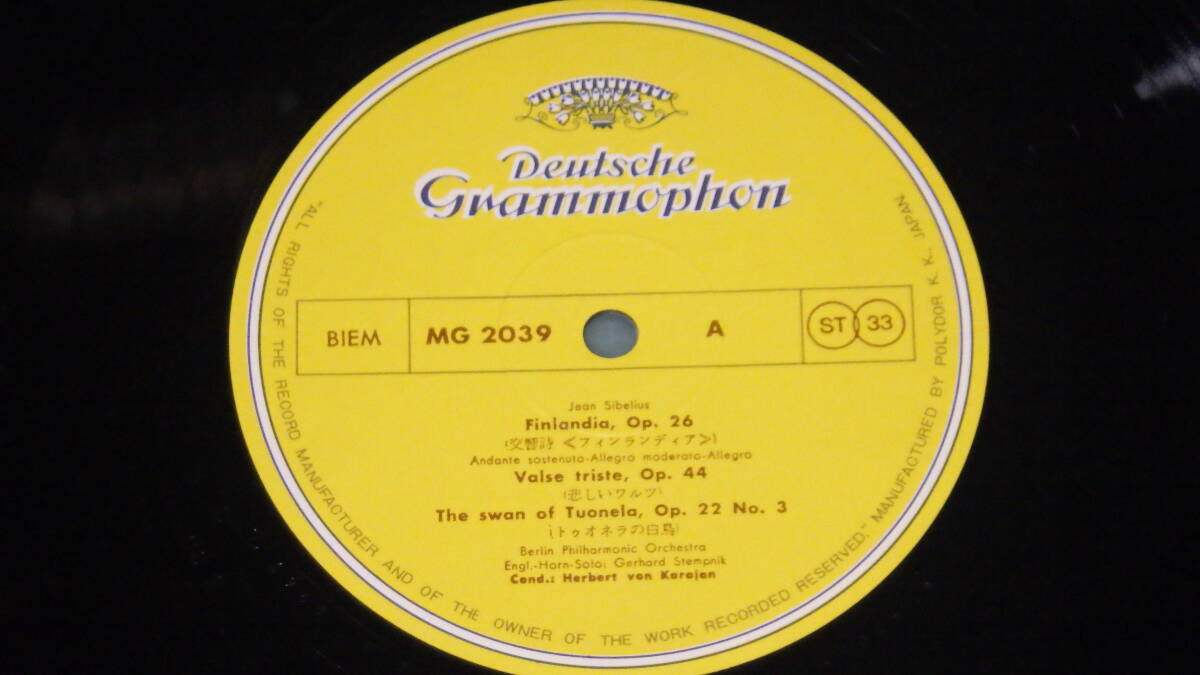 Deutsche
Grammophon
BIEM MG 2039 A ST 33
Jean Sibelius
Finlandia, Op. 26
(交響詩 ≪フィンランディア≫)
Andante sostenuto-Allegro moderato-Allegro
Valse triste, Op. 44
(悲しいワルツ)
The swan of Tuonela, Op. 22 No. 3
(トゥオネラの白鳥)
Berlin Philharmonic Orchestra
Engl.-Horn-Solo: Gerhard Stempnik
Cond.: Herbert von Karajan
"ALL RIGHTS OF THE RECORD MANUFACTURER AND OF THE OWNER OF THE WORK RECORDED RESERVED." MANUFACTURED BY POLYDOR K. K., JAPAN